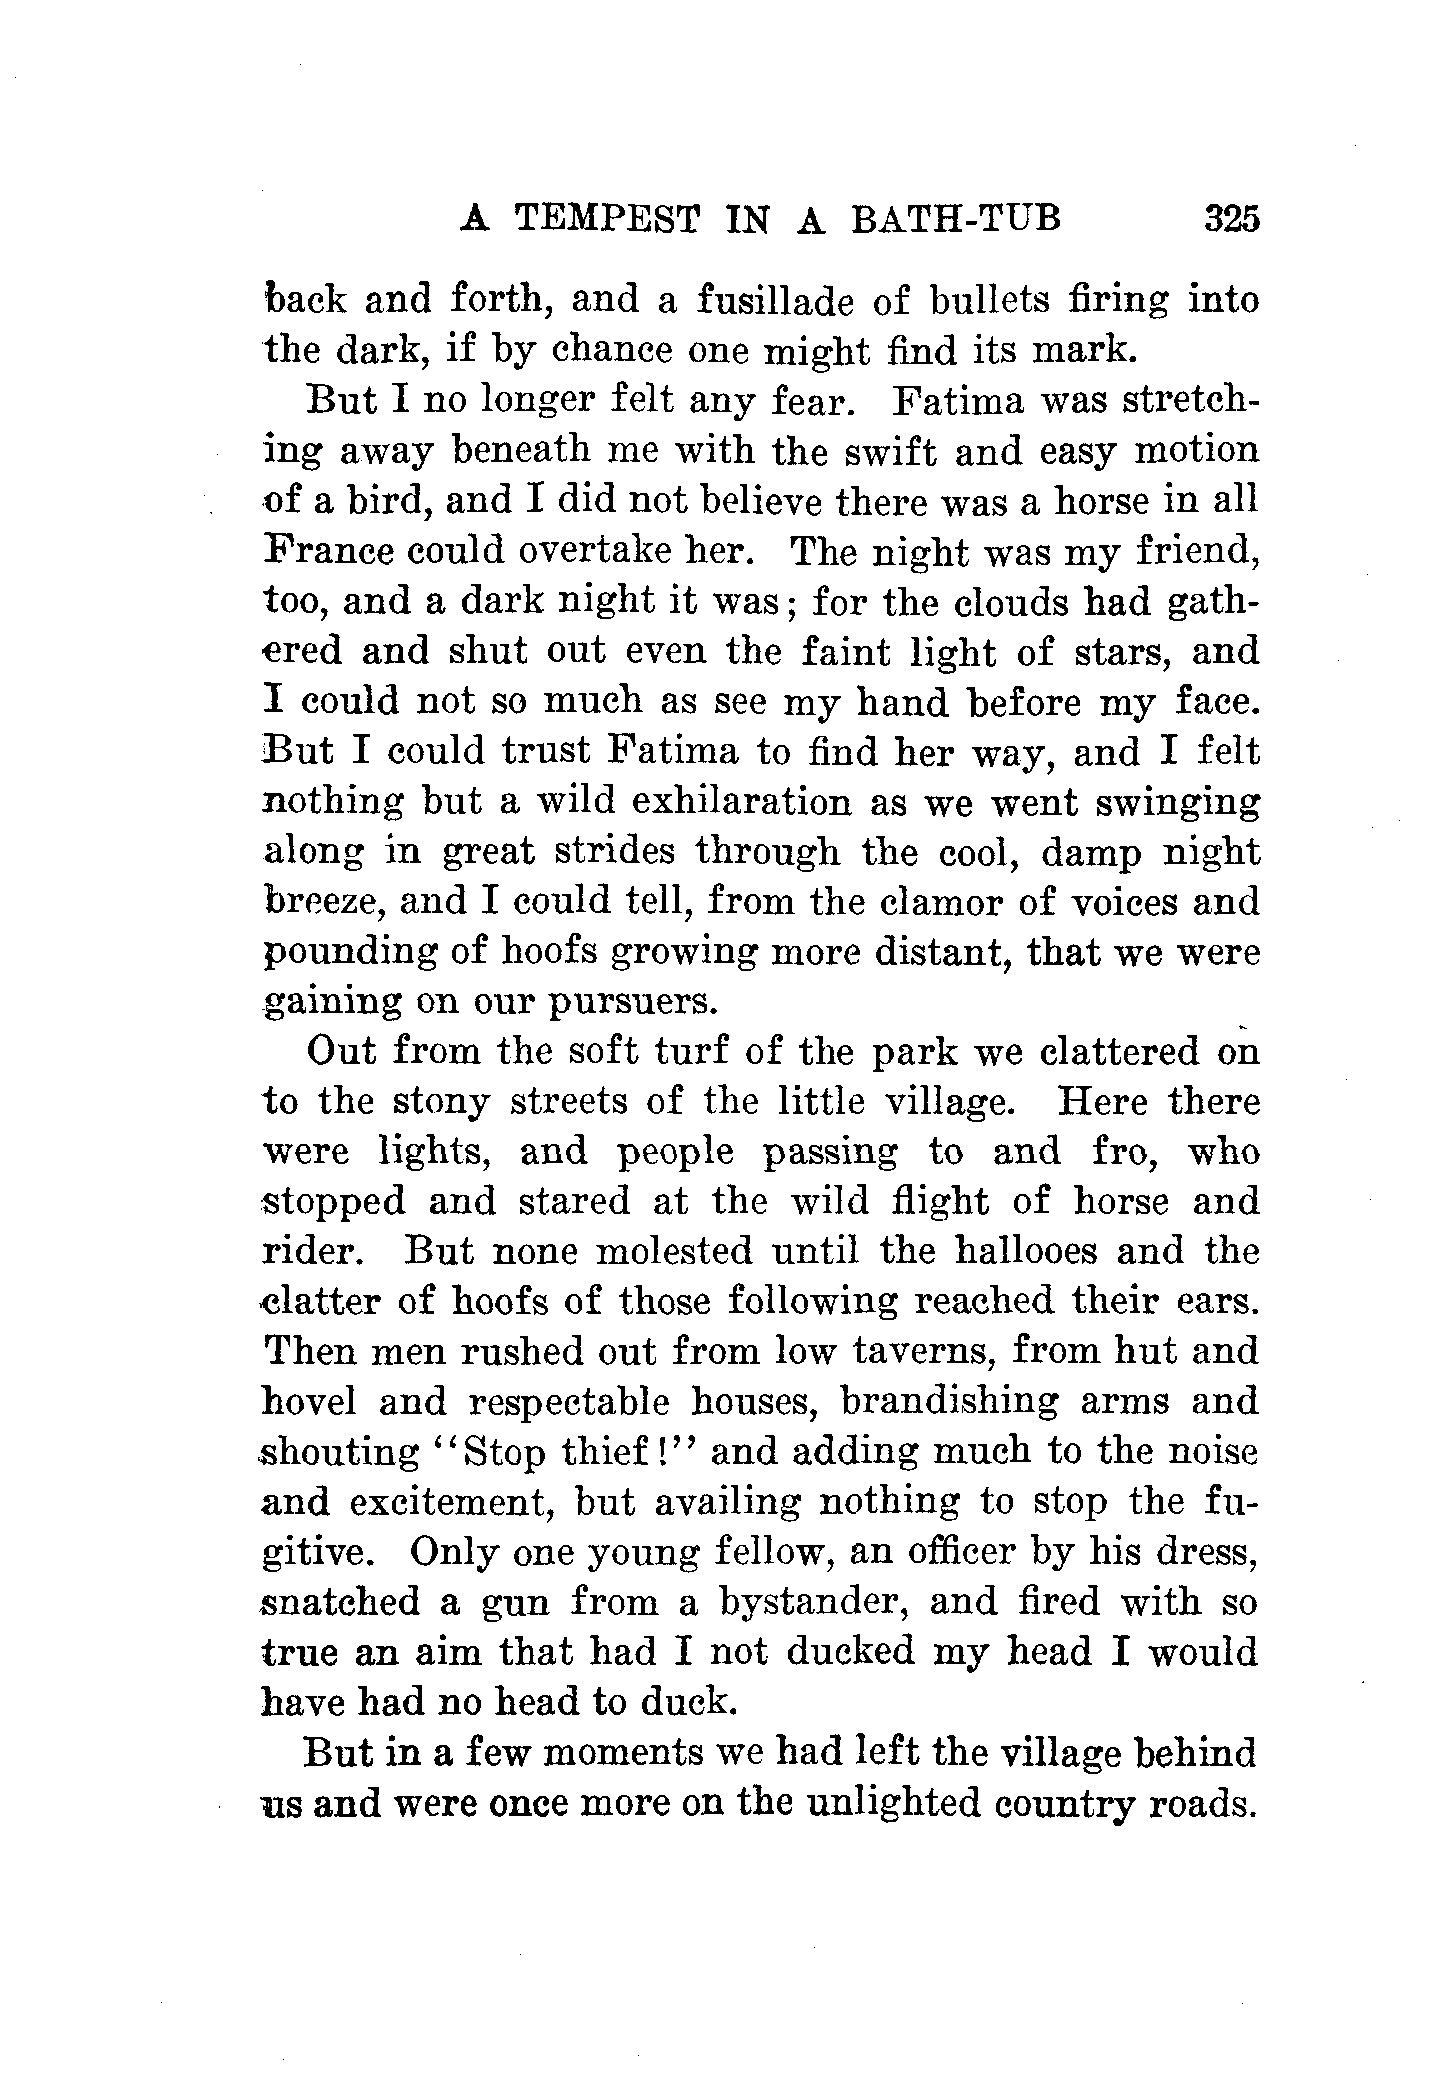 A TEMPEST IN A BATH-TUB 325
back and forth, and a fusillade of bullets firing into
the dark, if by chance one might find its mark.
But I no longer felt any fear. Fatima was stretch-
ing away beneath me with the swift and easy motion
of a bird, and I did not believe there was a horse in all
France could overtake her. The night was my friend,
too, and a dark night it was; for the clouds had gath-
ered and shut out even the faint light of stars, and
I could not so much as see my hand before my face.
But I could trust Fatima to find her way, and I felt
nothing but a wild exhilaration as we went swinging
along in great strides through the cool, damp night
breeze, and I could tell, from the clamor of voices and
pounding of hoofs growing more distant, that we were
gaining on our pursuers.
Out from the soft turf of the park we clattered on
to the stony streets of the little village. Here there
were lights, and people passing to and fro, who
stopped and stared at the wild flight of horse and
rider. But none molested until the hallooes and the
clatter of hoofs of those following reached their ears.
Then men rushed out from low taverns, from hut and
hovel and respectable houses, brandishing arms and
shouting "Stop thief!" and adding much to the noise
and excitement, but availing nothing to stop the fu-
gitive. Only one young fellow, an officer by his dress,
snatched a gun from a bystander, and fired with so
true an aim that had I not ducked my head I would
have had no head to duck.
But in a few moments we had left the village behind
us and were once more on the unlighted country roads.